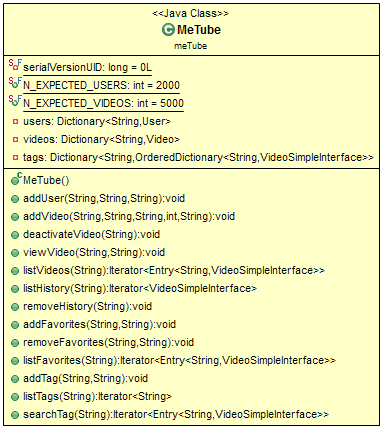 <<Java Class>>
MeTube
meTube
serialVersionUID: long = 0L
N_EXPECTED_USERS: int = 2000
N_EXPECTED_VIDEOS: int = 5000
users: Dictionary<String,User>
videos: Dictionary<String,Video>
tags: Dictionary<String,OrderedDictionary<String,VideoSimpleInterface>>
MeTube()
addUser(String,String,String):void
addVideo(String,String,String,int,String):void
deactivateVideo(String):void
viewVideo(String,String):void
listVideos(String):Iterator<Entry<String,VideoSimpleInterface>>
listHistory(String):Iterator<VideoSimpleInterface>
removeHistory(String):void
addFavorites(String,String):void
removeFavorites(String,String):void
listFavorites(String):Iterator<Entry<String,VideoSimpleInterface>>
addTag(String,String):void
listTags(String):Iterator<String>
searchTag(String):Iterator<Entry<String,VideoSimpleInterface>>